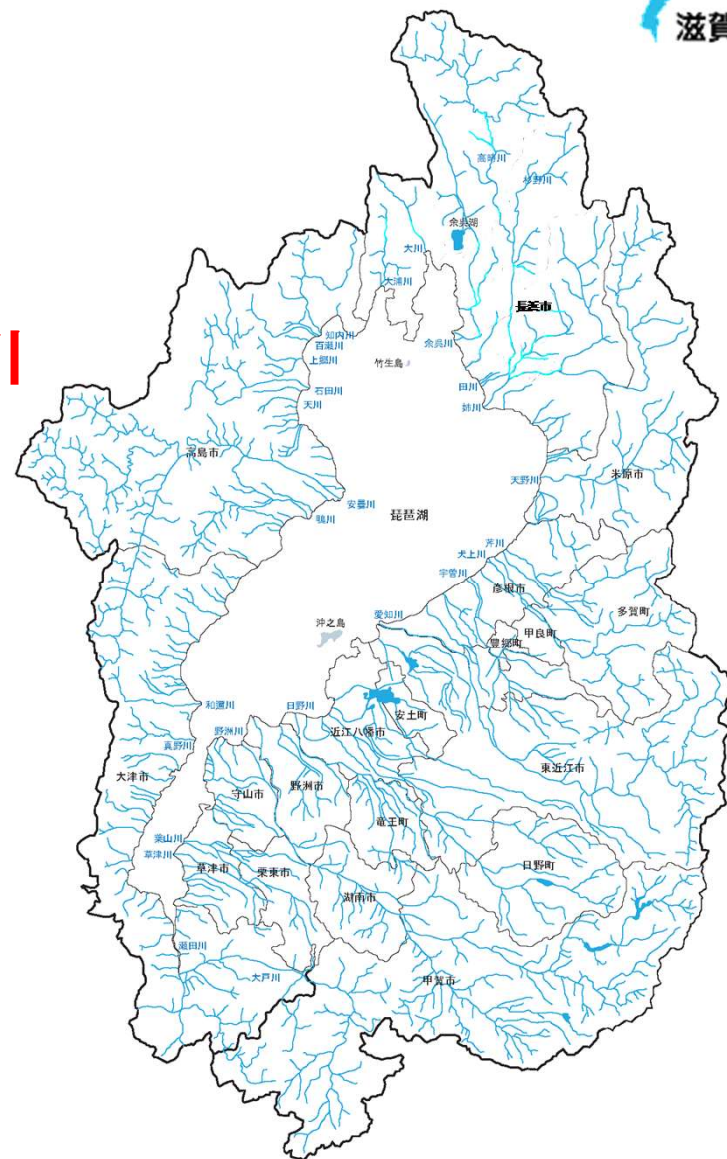 滋賀
高時川
杉野川
余呉湖
大川
大浦川
長浜市
知内川
百瀬川
余呉川
上郷川
竹生島
石田川
田川
天川
姉川
高島市
米原市
天野川
安曇川
琵琶湖
鴨川
芹川
犬上川
宇曽川
彦根市
多賀町
愛知川
沖之島
甲良町
豊郷町
和邇川
日野川
安土町
野洲川
近江八幡市
真野川
東近江市
大津市
野洲市
守山市
竜王町
葉山川
草津川
日野町
草津市
栗東市
湖南市
瀬田川
大戸川
甲賀市